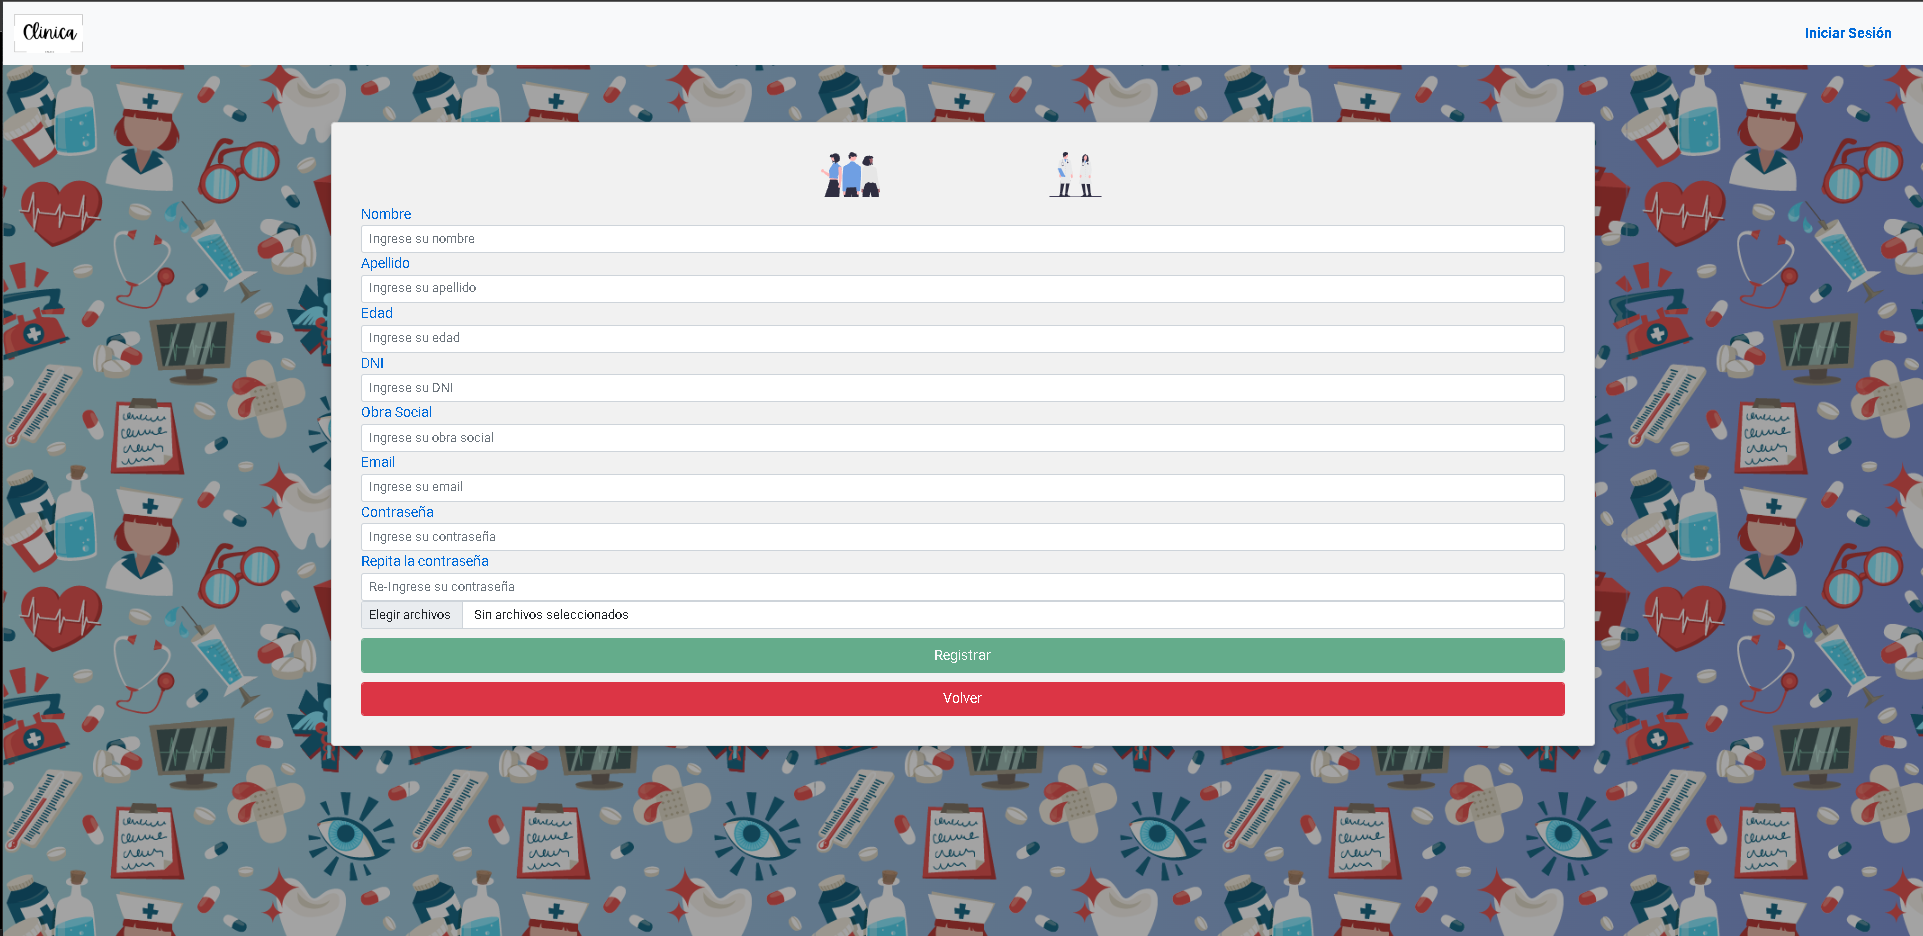 Clinica
Iniciar Sesión
Nombre
Ingrese su nombre
Apellido
Ingrese su apellido
Edad
Ingrese su edad
DNI
Ingrese su DNI
Obra Social
Ingrese su obra social
Email
Ingrese su email
Contraseña
Ingrese su contraseña
Repita la contraseña
Re-Ingrese su contraseña
Elegir archivos Sin archivos seleccionados
Registrar
Volver